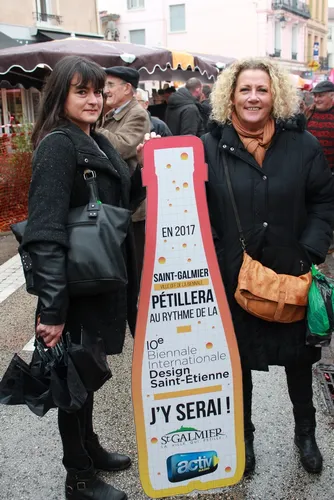 EN 2017
SAINT-GALMIER
PÉTILLERA
AU RYTHME DE LA
10e
Biennale
Internationale
Design
Saint-Étienne
J'Y SERAI !
St GALMIER
activ